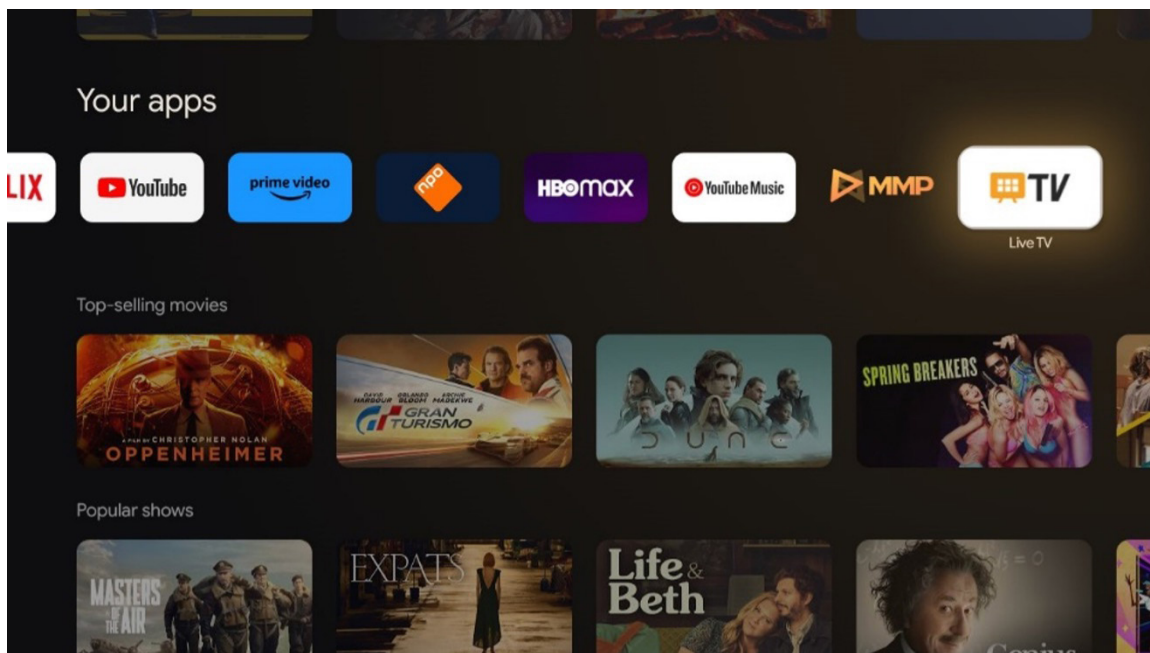 Your apps
LIX
YouTube
prime video
npo
HBOmax
YouTube Music
MMP
TV
Live TV
Top-selling movies
A FILM BY CHRISTOPHER NOLAN
OPPENHEIMER
DAVID HARBOUR ORLANDO BLOOM ARCHIE MADEKWE
GRAN TURISMO
DUNE
SPRING BREAKERS
Popular shows
MASTERS
OF THE AIR
EXPATS
Life &
Beth
Genius